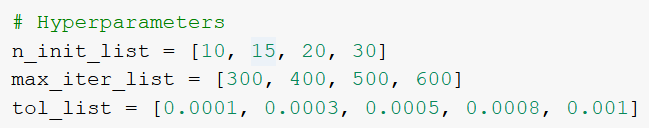 # Hyperparameters
n_init_list = [10, 15, 20, 30]
max_iter_list = [300, 400, 500, 600]
tol_list = [0.0001, 0.0003, 0.0005, 0.0008, 0.001]